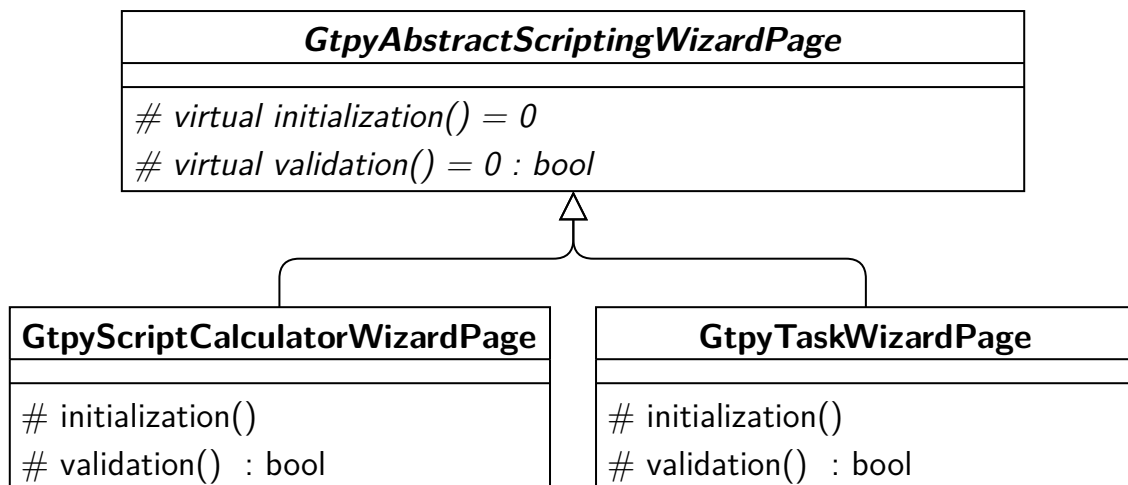 GtpyAbstractScriptingWizardPage
# virtual initialization() = 0
# virtual validation() = 0 : bool
GtpyScriptCalculatorWizardPage
# initialization()
# validation() : bool
GtpyTaskWizardPage
# initialization()
# validation() : bool